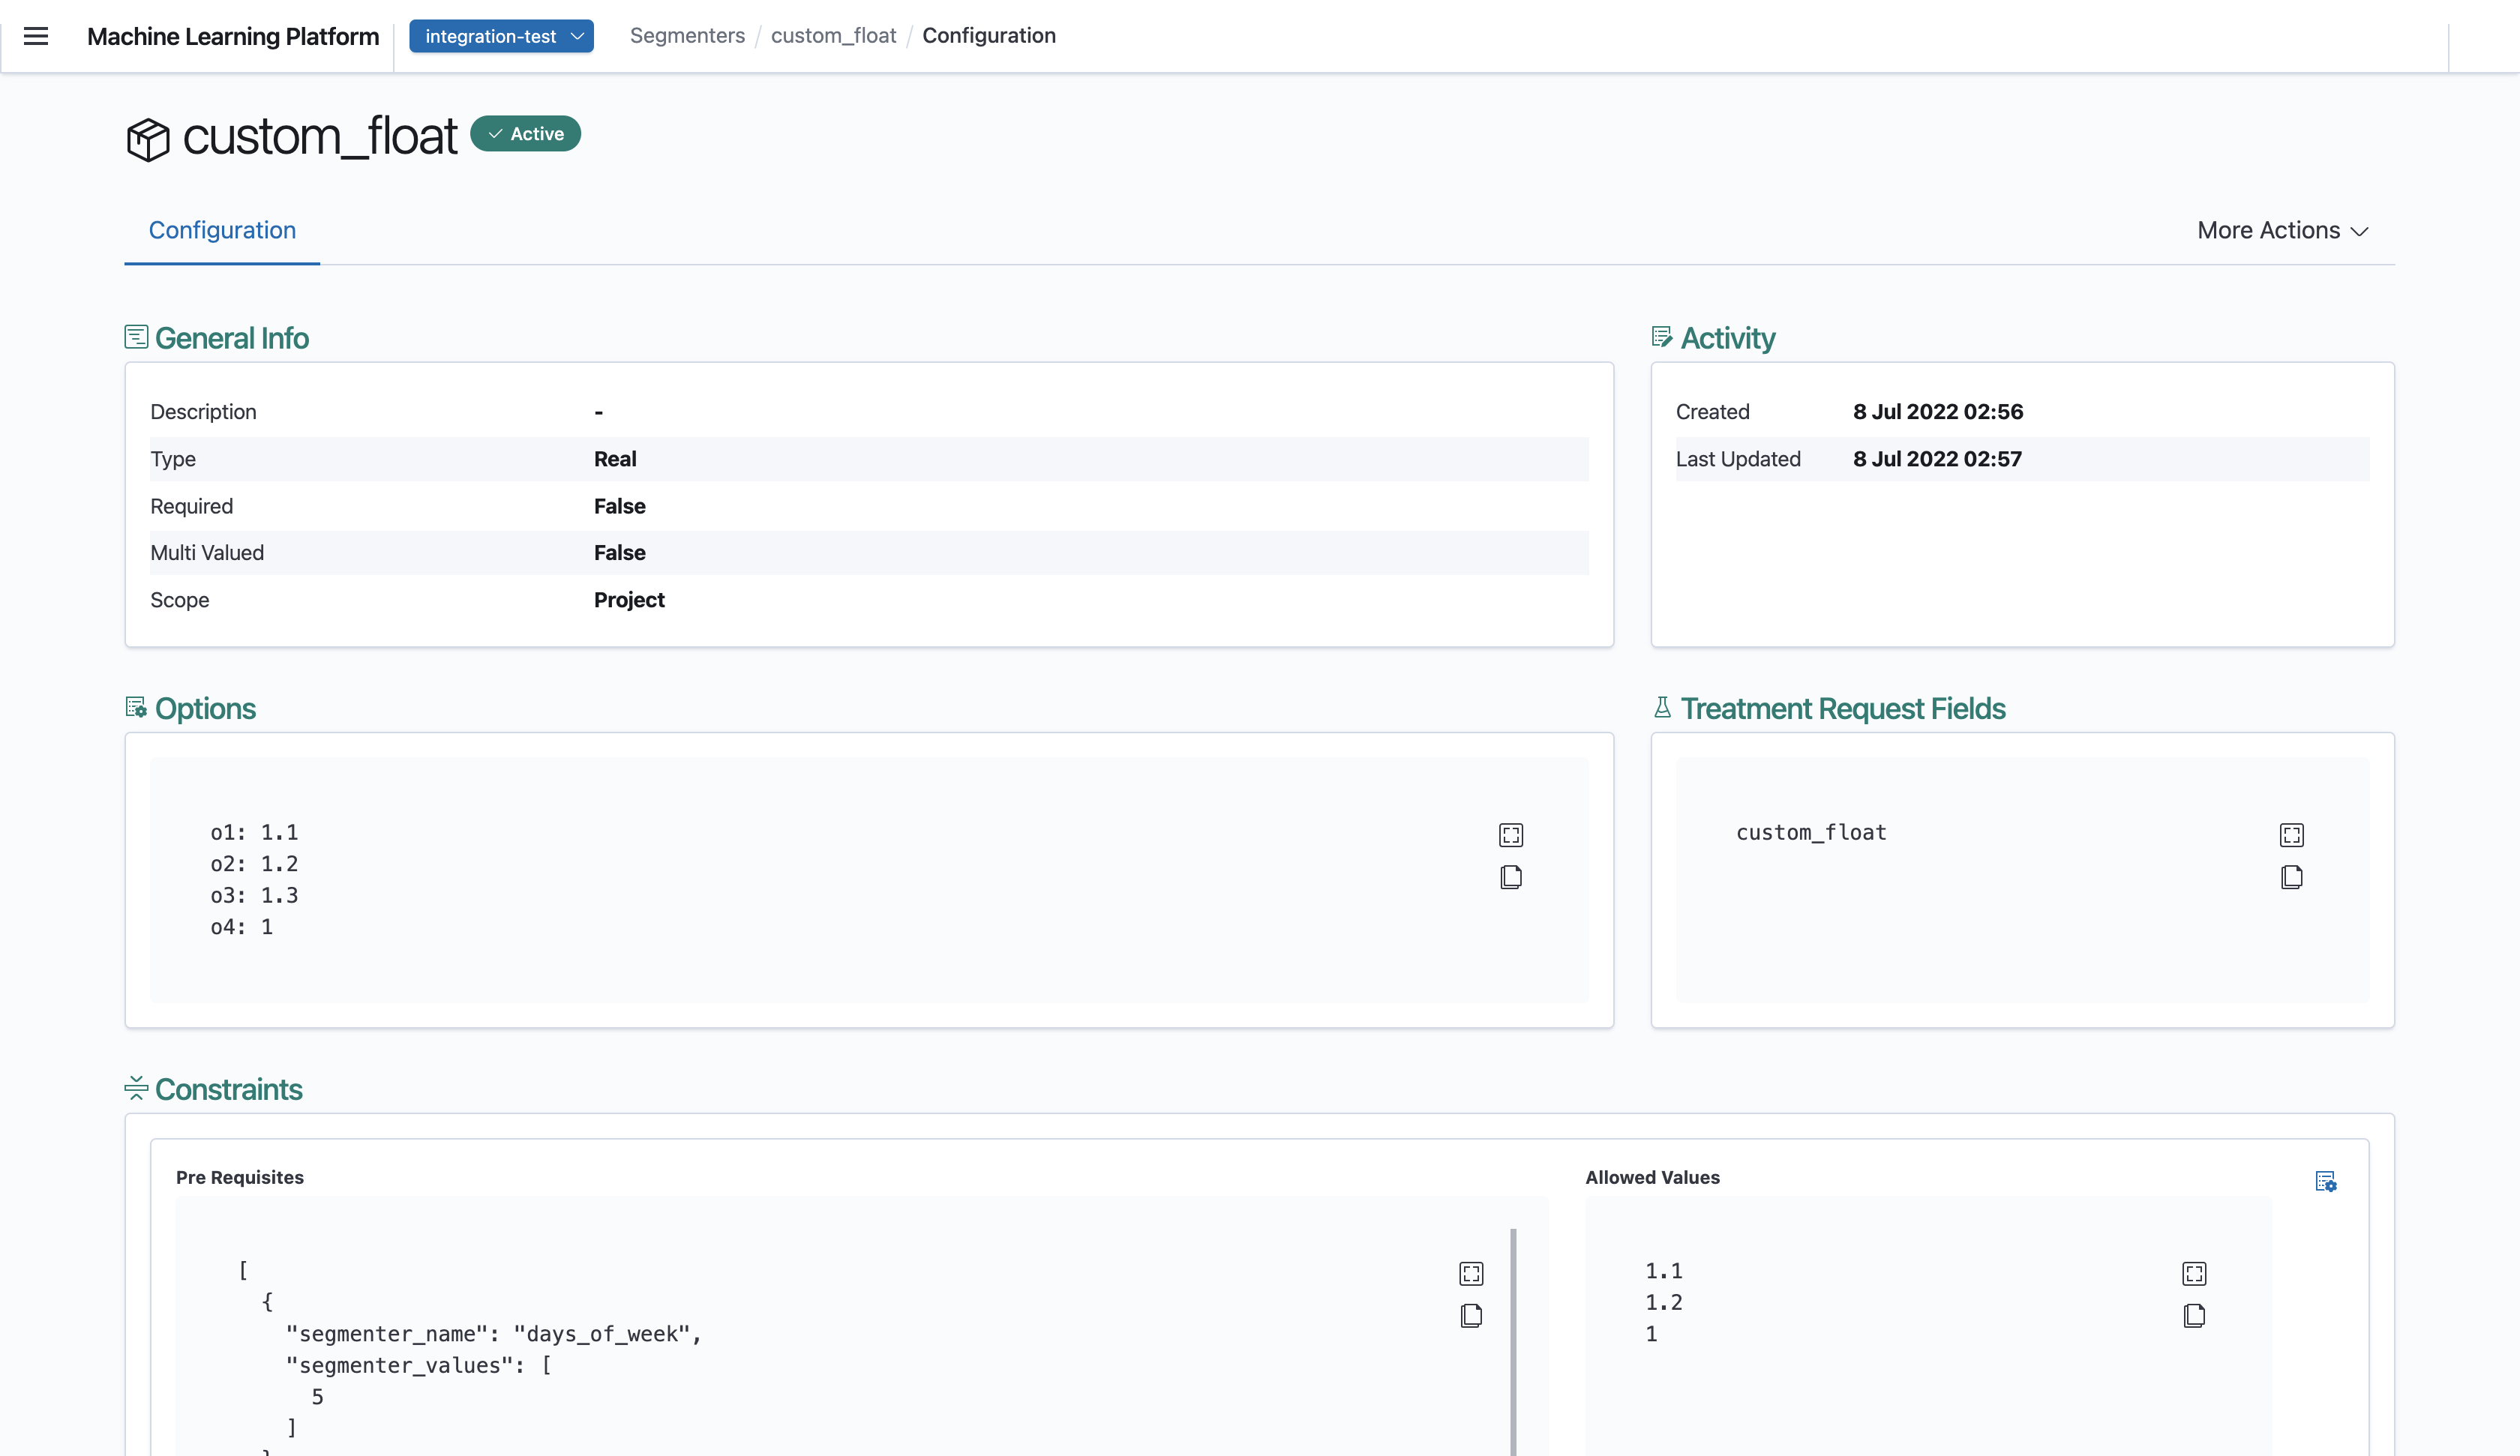 Machine Learning Platform
integration-test
Segmenters / custom_float / Configuration
custom_float
Active
Configuration
More Actions
General Info
Description -
Type Real
Required False
Multi Valued False
Scope Project
Activity
Created 8 Jul 2022 02:56
Last Updated 8 Jul 2022 02:57
Options
o1: 1.1
o2: 1.2
o3: 1.3
o4: 1
Treatment Request Fields
custom_float
Constraints
Pre Requisites
[
{
"segmenter_name": "days_of_week",
"segmenter_values": [
5
]
}
Allowed Values
1.1
1.2
1